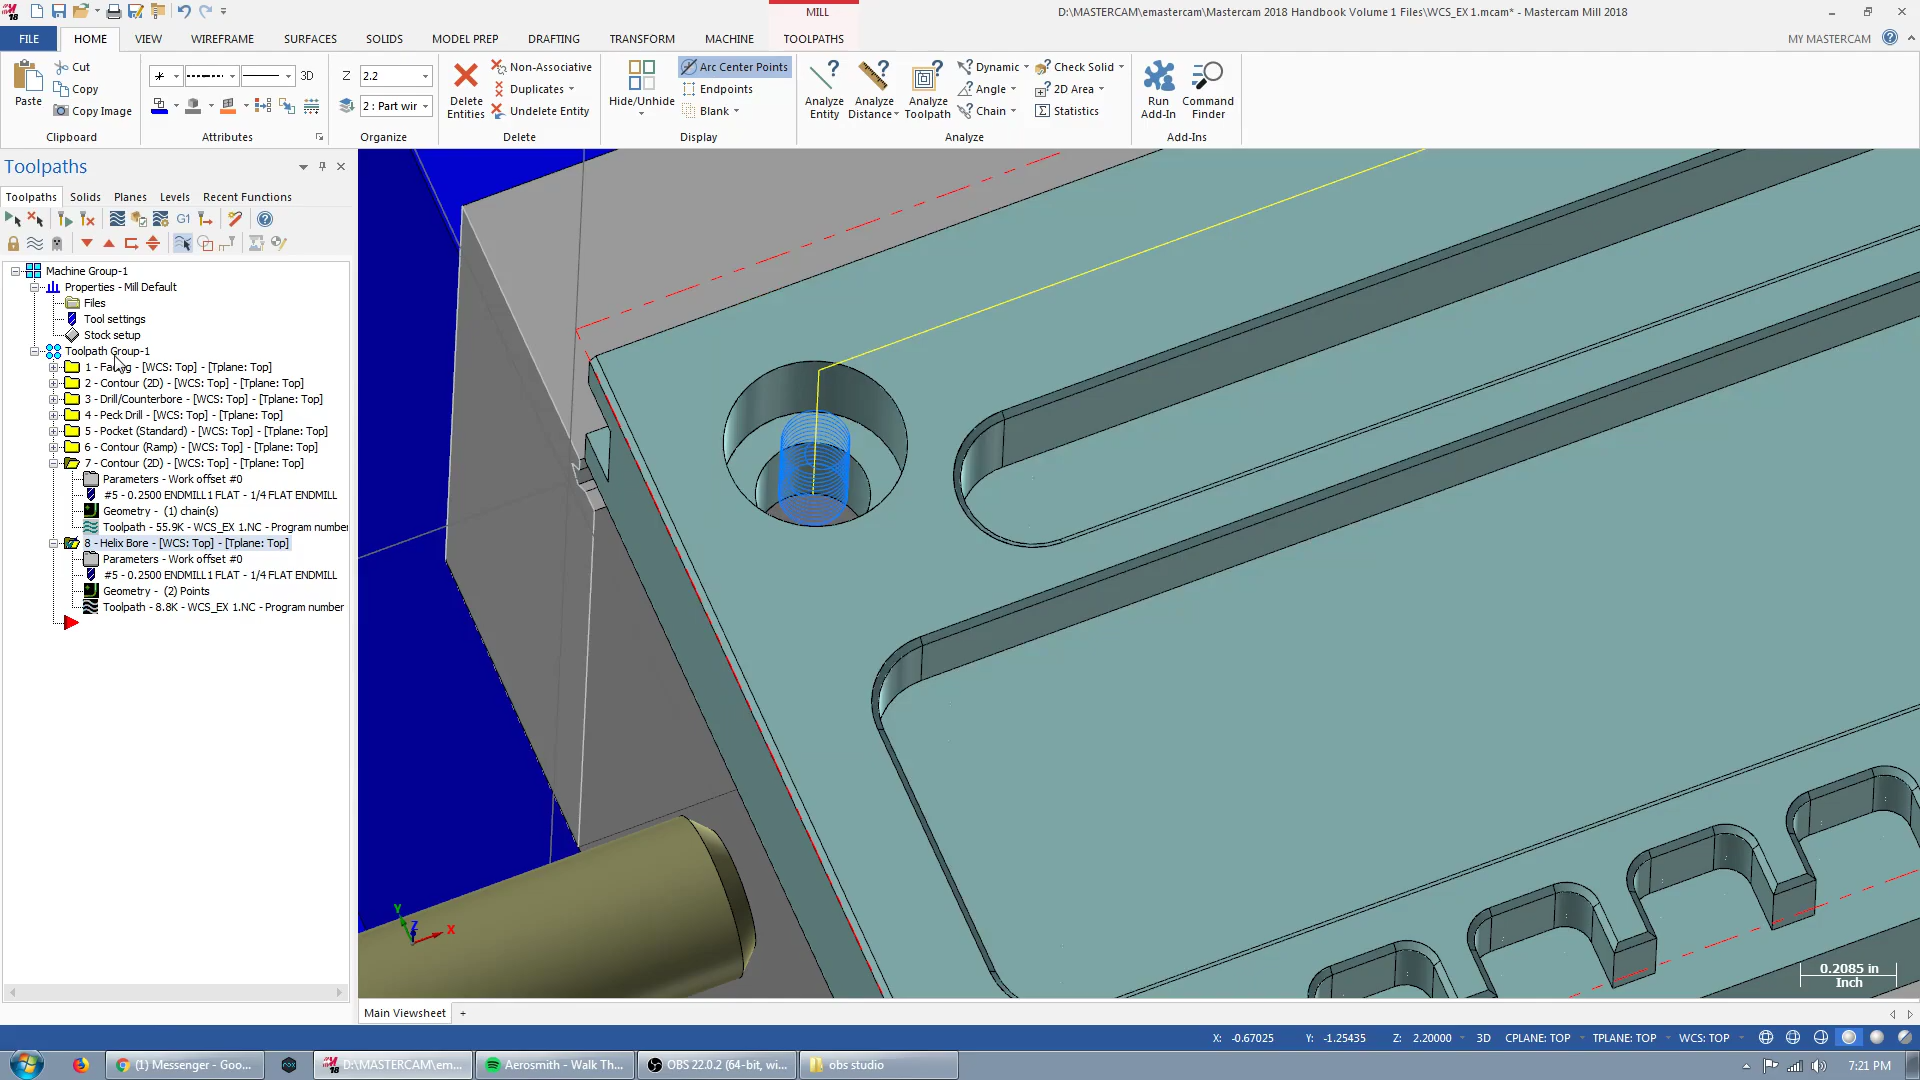 MILL
D:\MASTERCAM\emastercam\Mastercam 2018 Handbook Volume 1 Files\WCS_EX 1.mcam* - Mastercam Mill 2018
FILE HOME VIEW WIREFRAME SURFACES SOLIDS MODEL PREP DRAFTING TRANSFORM MACHINE TOOLPATHS MY MASTERCAM
Paste
Cut
Copy
Copy Image
Clipboard
3D
Attributes
Z 2.2
2 : Part wir
Organize
Delete Entities
Non-Associative
Duplicates
Undelete Entity
Delete
Hide/Unhide
Arc Center Points
Endpoints
Blank
Display
Analyze Entity
Analyze Distance
Analyze Toolpath
Dynamic
Angle
Chain
Check Solid
2D Area
Statistics
Analyze
Run Add-In
Command Finder
Add-Ins
Toolpaths
Toolpaths Solids Planes Levels Recent Functions
G1
Machine Group-1
Properties - Mill Default
Files
Tool settings
Stock setup
Toolpath Group-1
1 - Facing - [WCS: Top] - [Tplane: Top]
2 - Contour (2D) - [WCS: Top] - [Tplane: Top]
3 - Drill/Counterbore - [WCS: Top] - [Tplane: Top]
4 - Peck Drill - [WCS: Top] - [Tplane: Top]
5 - Pocket (Standard) - [WCS: Top] - [Tplane: Top]
6 - Contour (Ramp) - [WCS: Top] - [Tplane: Top]
7 - Contour (2D) - [WCS: Top] - [Tplane: Top]
Parameters - Work offset #0
#5 - 0.2500 ENDMILL1 FLAT - 1/4 FLAT ENDMILL
Geometry - (1) chain(s)
Toolpath - 55.9K - WCS_EX 1.NC - Program number
8 - Helix Bore - [WCS: Top] - [Tplane: Top]
Parameters - Work offset #0
#5 - 0.2500 ENDMILL1 FLAT - 1/4 FLAT ENDMILL
Geometry - (2) Points
Toolpath - 8.8K - WCS_EX 1.NC - Program number
Y Z X
0.2085 in
Inch
Main Viewsheet +
X: -0.67025 Y: -1.25435 Z: 2.20000 3D CPLANE: TOP TPLANE: TOP WCS: TOP
(1) Messenger - Goo...
D:\MASTERCAM\em...
Aerosmith - Walk Th...
OBS 22.0.2 (64-bit, wi...
obs studio
7:21 PM